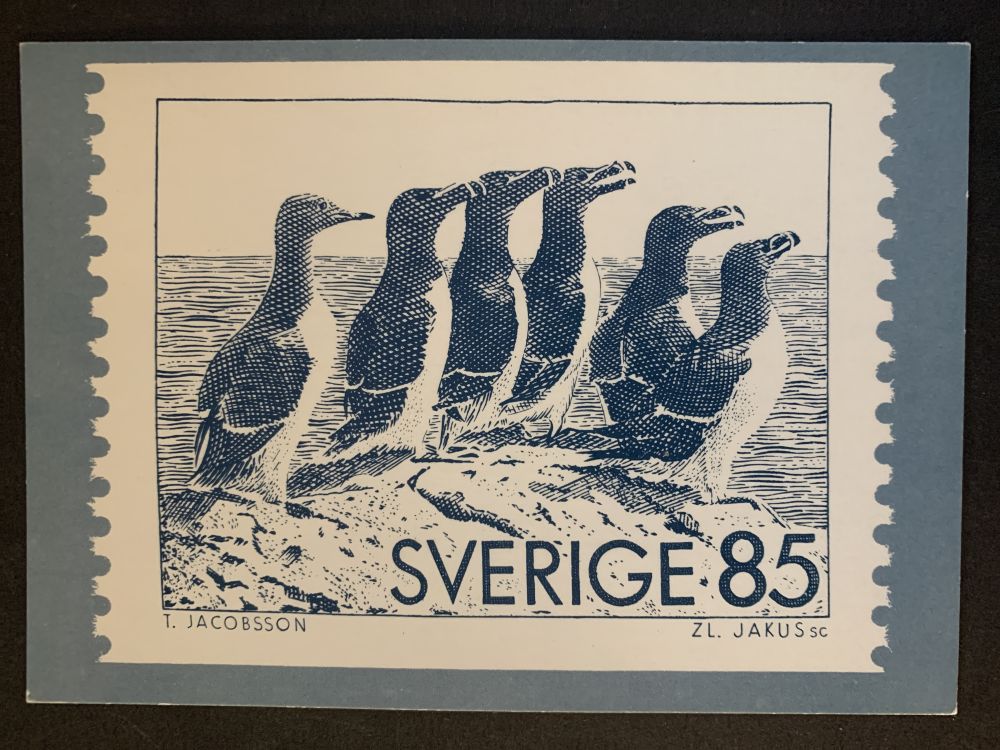 SVERIGE 85
T. JACOBSSON
ZL. JAKUS sc